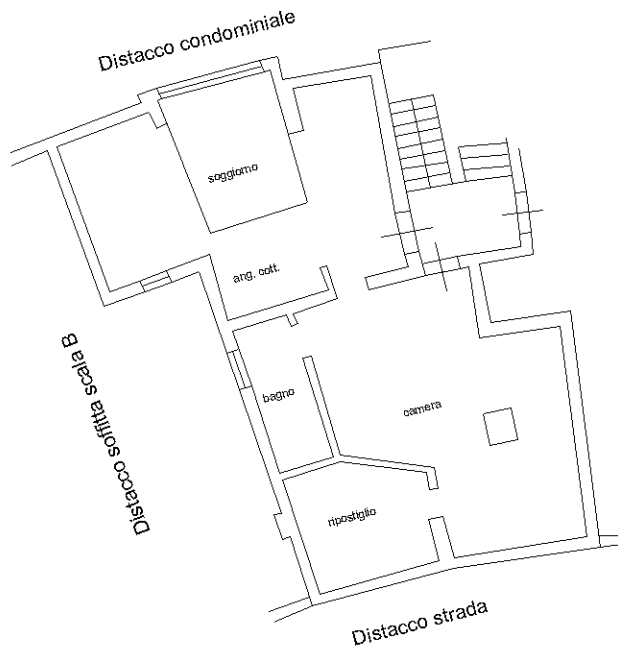 Distacco condominiale
soggiorno
ang. cott.
Distacco soffitta scala B
bagno
camera
ripostiglio
Distacco strada